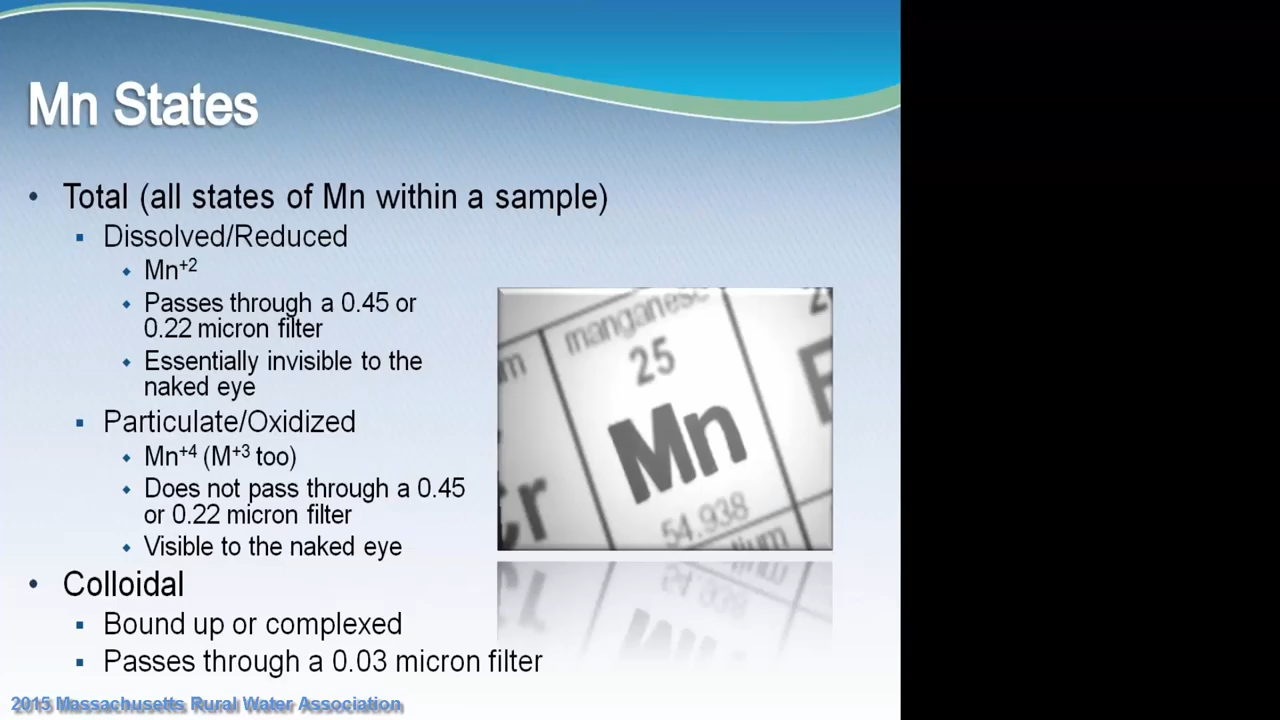 Mn States
• Total (all states of Mn within a sample)
▪ Dissolved/Reduced
⬥ Mn⁺²
⬥ Passes through a 0.45 or
0.22 micron filter
⬥ Essentially invisible to the
naked eye
▪ Particulate/Oxidized
⬥ Mn⁺⁴ (M⁺³ too)
⬥ Does not pass through a 0.45
or 0.22 micron filter
⬥ Visible to the naked eye
• Colloidal
▪ Bound up or complexed
▪ Passes through a 0.03 micron filter
manganese
25
Mn
54.938
Cr
2015 Massachusetts Rural Water Association